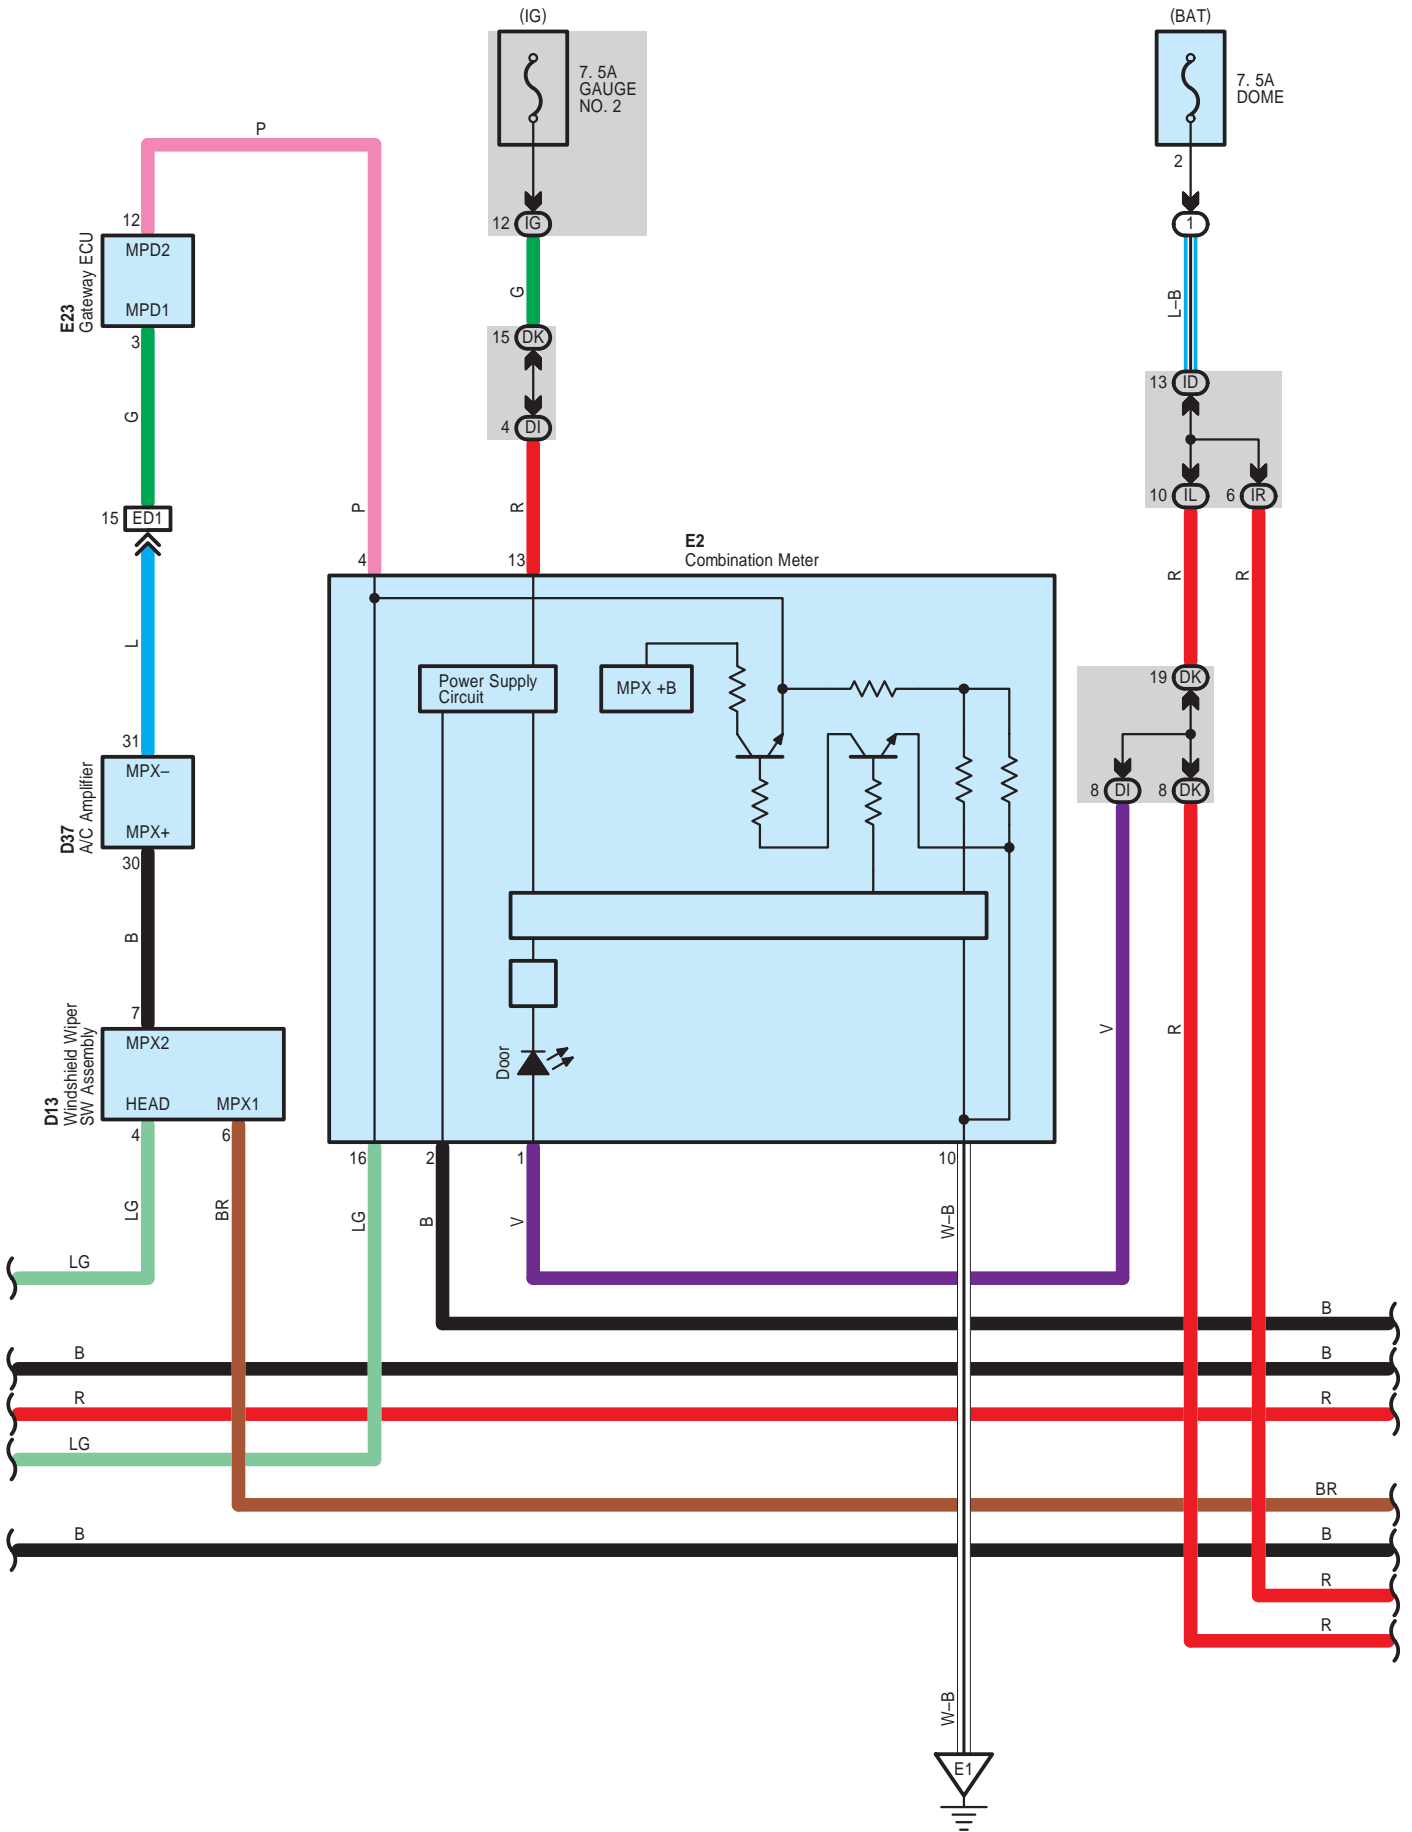 (IG)
(BAT)
7. 5A
GAUGE
NO. 2
7. 5A
DOME
P
2
12
12 IG
1
MPD2
MPD1
E23
Gateway ECU
3
G
G
L–B
15 DK
4 DI
13 ID
10 IL
6 IR
15 ED1
P
R
4
13
E2
Combination Meter
R
R
L
Power Supply
Circuit
MPX +B
19 DK
8 DI
8 DK
31
MPX–
MPX+
D37
A/C Amplifier
30
B
7
MPX2
HEAD
MPX1
D13
Windshield Wiper
SW Assembly
Door
V
R
4
6
16
2
1
10
LG
BR
LG
B
V
W–B
LG
B
B
B
R
R
LG
BR
B
B
R
R
W–B
E1